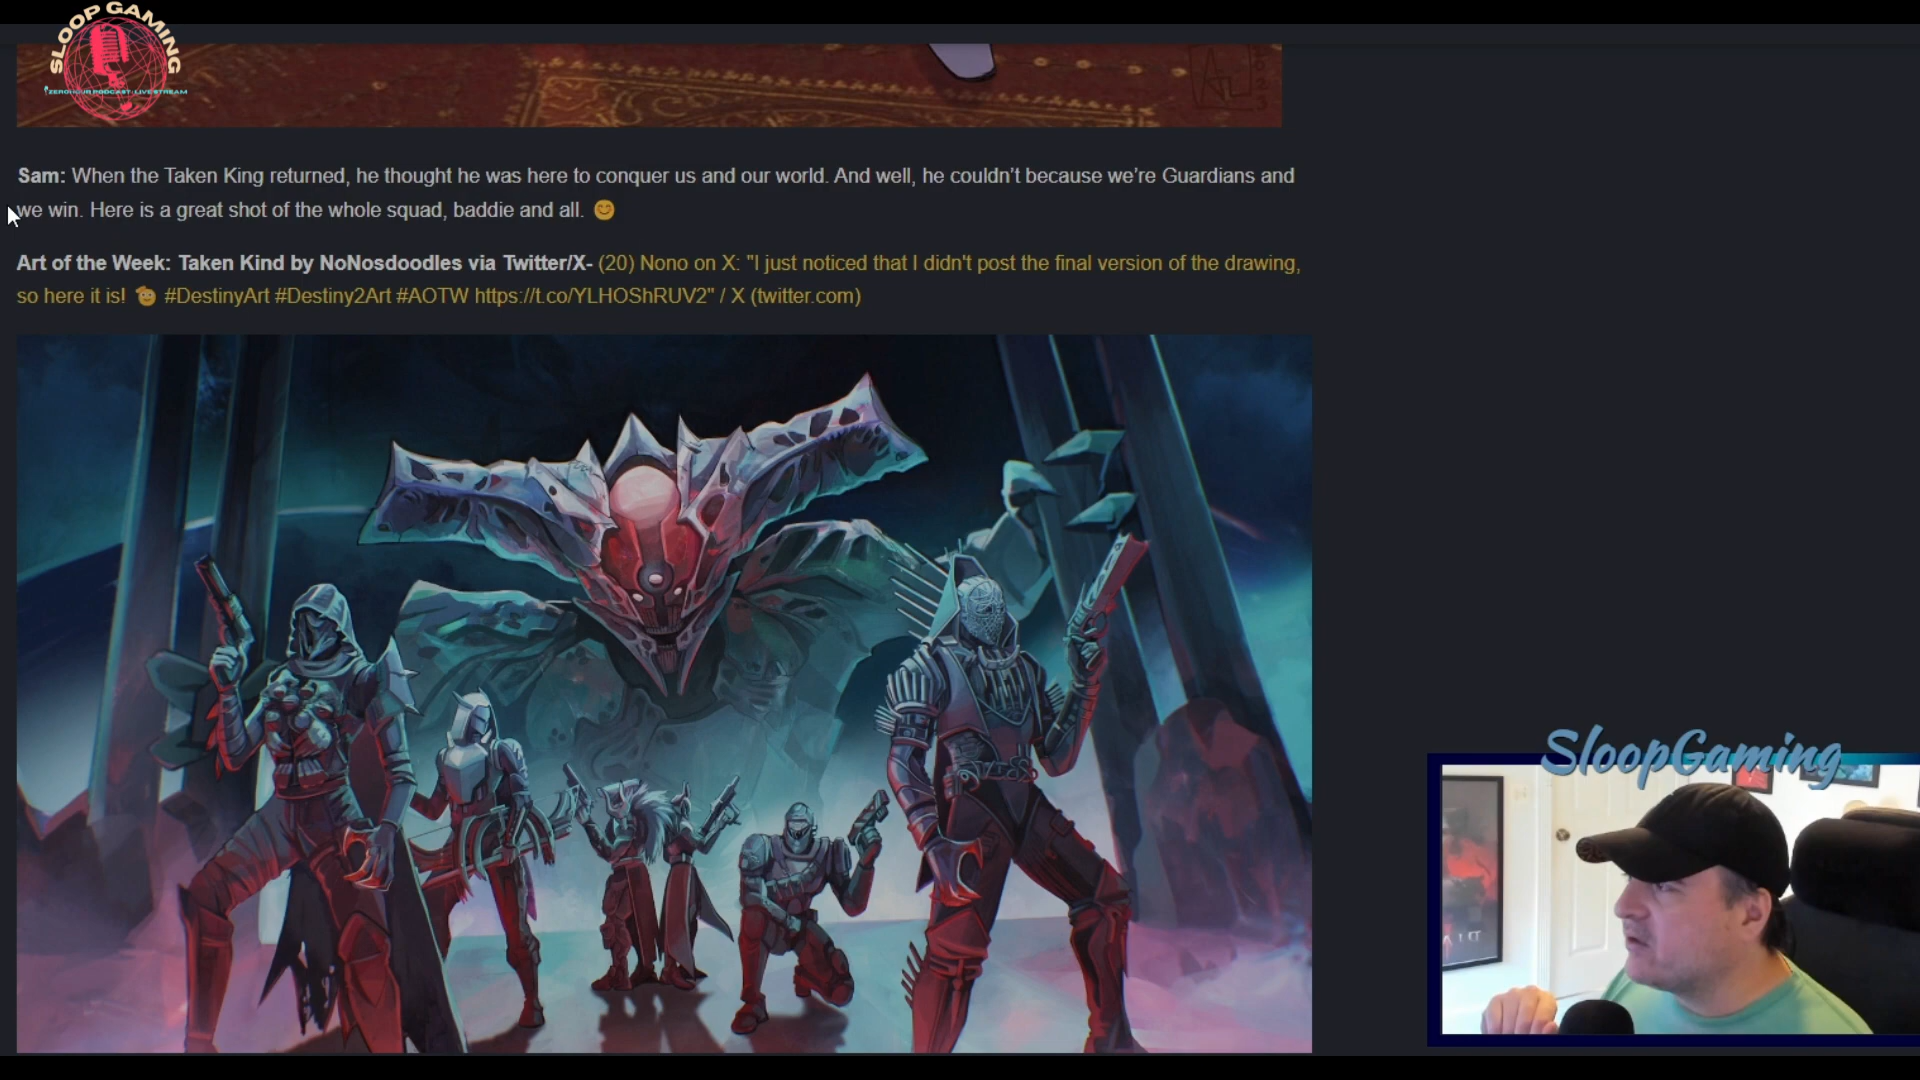 SLOOP GAMING
ZEROHOUR PODCAST: LIVE STREAM
Sam: When the Taken King returned, he thought he was here to conquer us and our world. And well, he couldn’t because we’re Guardians and
we win. Here is a great shot of the whole squad, baddie and all. 😊
Art of the Week: Taken Kind by NoNosdoodles via Twitter/X- (20) Nono on X: "I just noticed that I didn't post the final version of the drawing,
so here it is! 🫡 #DestinyArt #Destiny2Art #AOTW https://t.co/YLHOShRUV2" / X (twitter.com)
SloopGaming